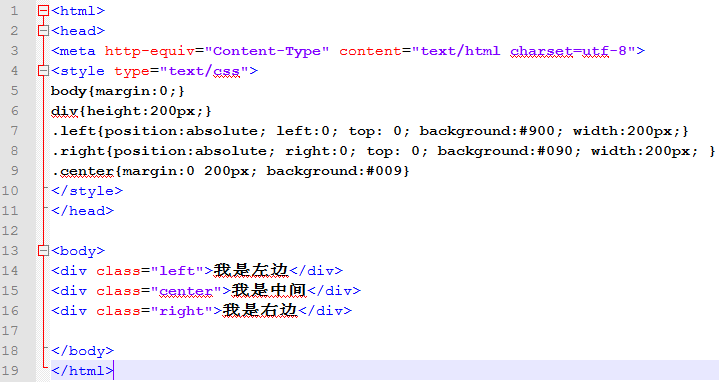 1 <html>
2 <head>
3 <meta http-equiv="Content-Type" content="text/html charset=utf-8">
4 <style type="text/css">
5 body{margin:0;}
6 div{height:200px;}
7 .left{position:absolute; left:0; top: 0; background:#900; width:200px;}
8 .right{position:absolute; right:0; top: 0; background:#090; width:200px; }
9 .center{margin:0 200px; background:#009}
10 </style>
11 </head>
12
13 <body>
14 <div class="left">我是左边</div>
15 <div class="center">我是中间</div>
16 <div class="right">我是右边</div>
17
18 </body>
19 </html>